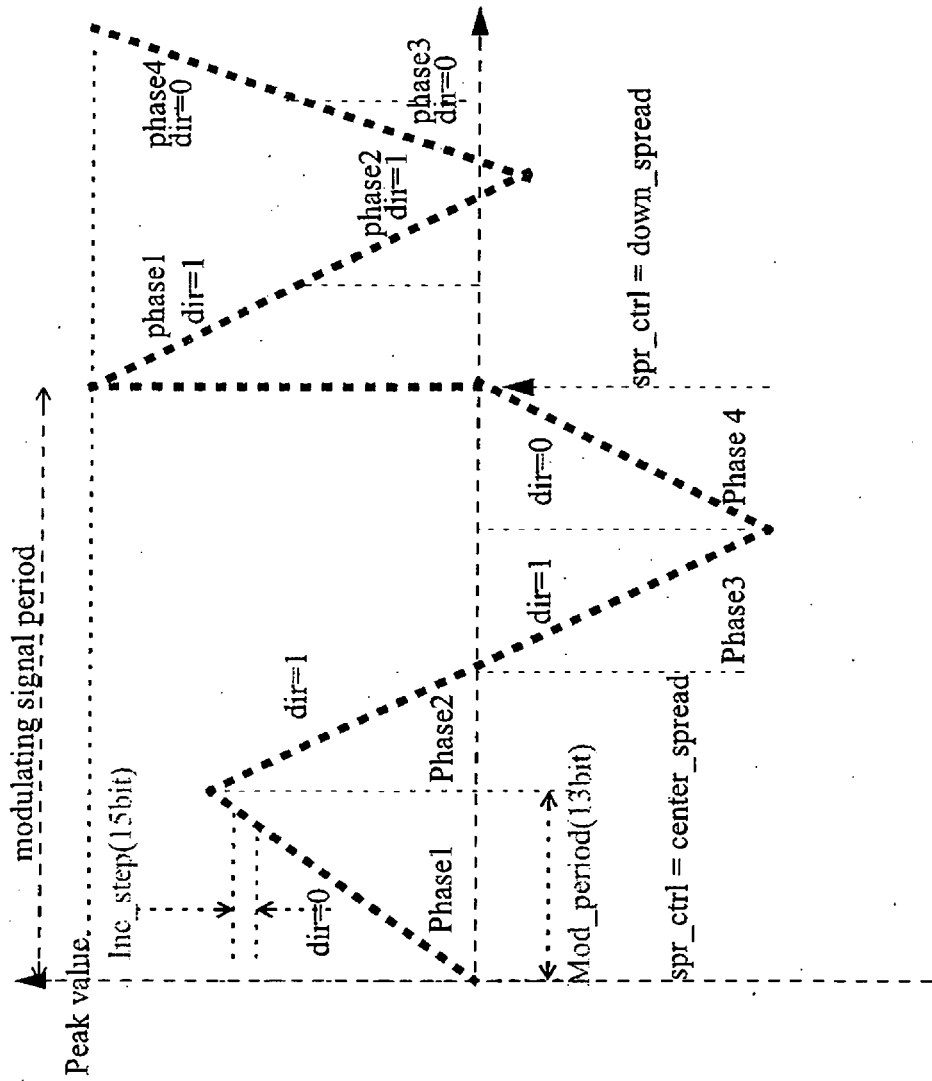 modulating signal period
Peak value
Inc_step(15bit)
dir=0
Phase1
Mod_period(13bit)
spr_ctrl = center_spread
dir=1
Phase2
dir=1
Phase3
dir=0
Phase 4
spr_ctrl = down_spread
phase1
dir=1
phase2
dir=1
phase3
dir=0
phase4
dir=0